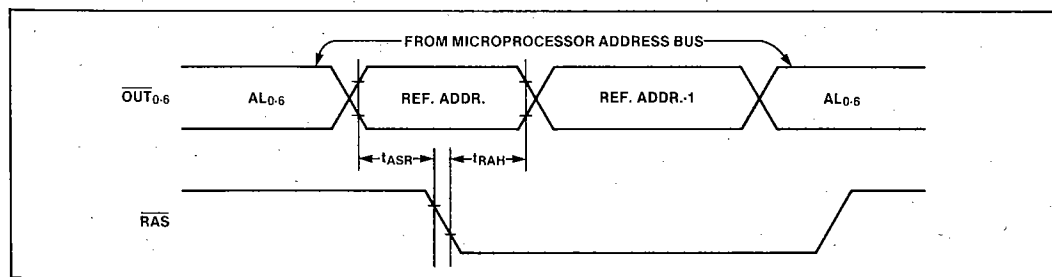 FROM MICROPROCESSOR ADDRESS BUS
OUT0-6 AL0-6 REF. ADDR. REF. ADDR.-1 AL0-6
tASR tRAH
RAS